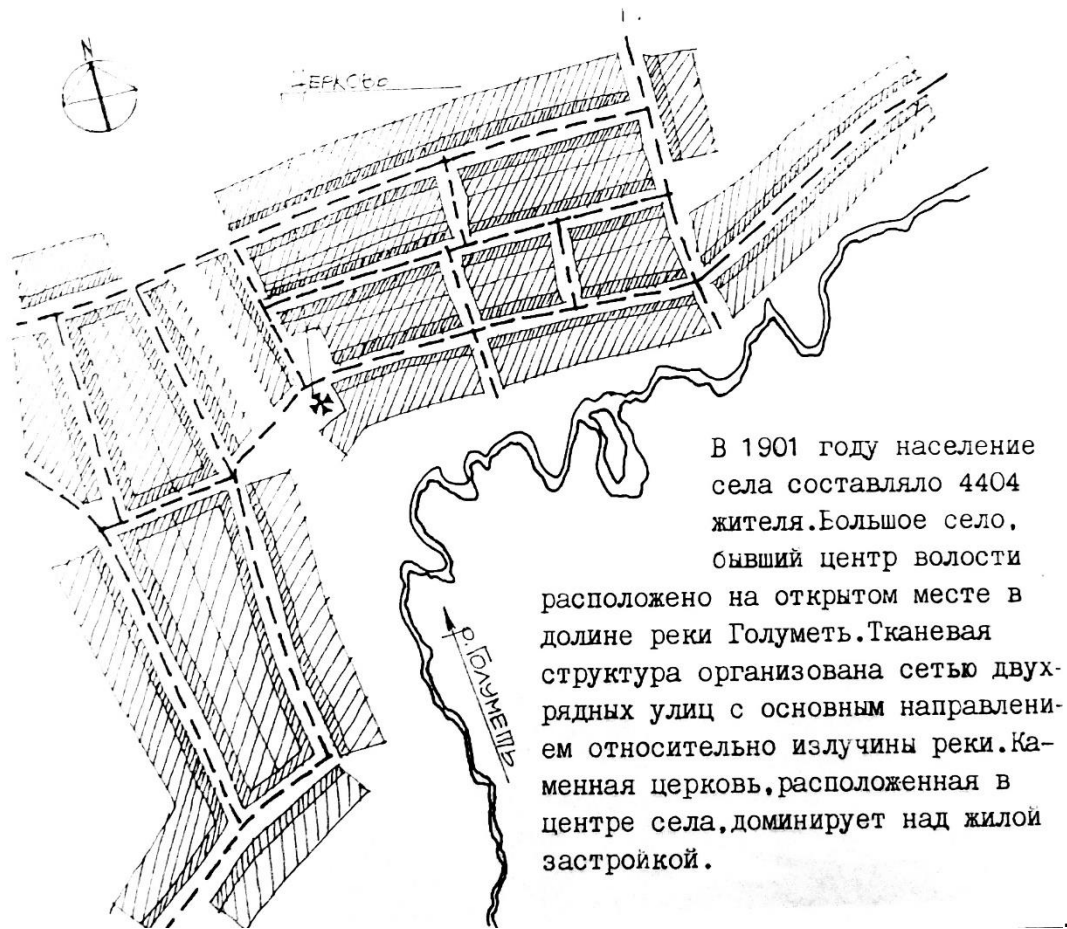 N
В 1901 году население
села составляло 4404
жителя.Большое село,
бывший центр волости
расположено на открытом месте в
долине реки Голуметь.Тканевая
структура организована сетью двух-
рядных улиц с основным направлени-
ем относительно излучины реки.Ка-
менная церковь,расположенная в
центре села,доминирует над жилой
застройкой.
р.Голуметь